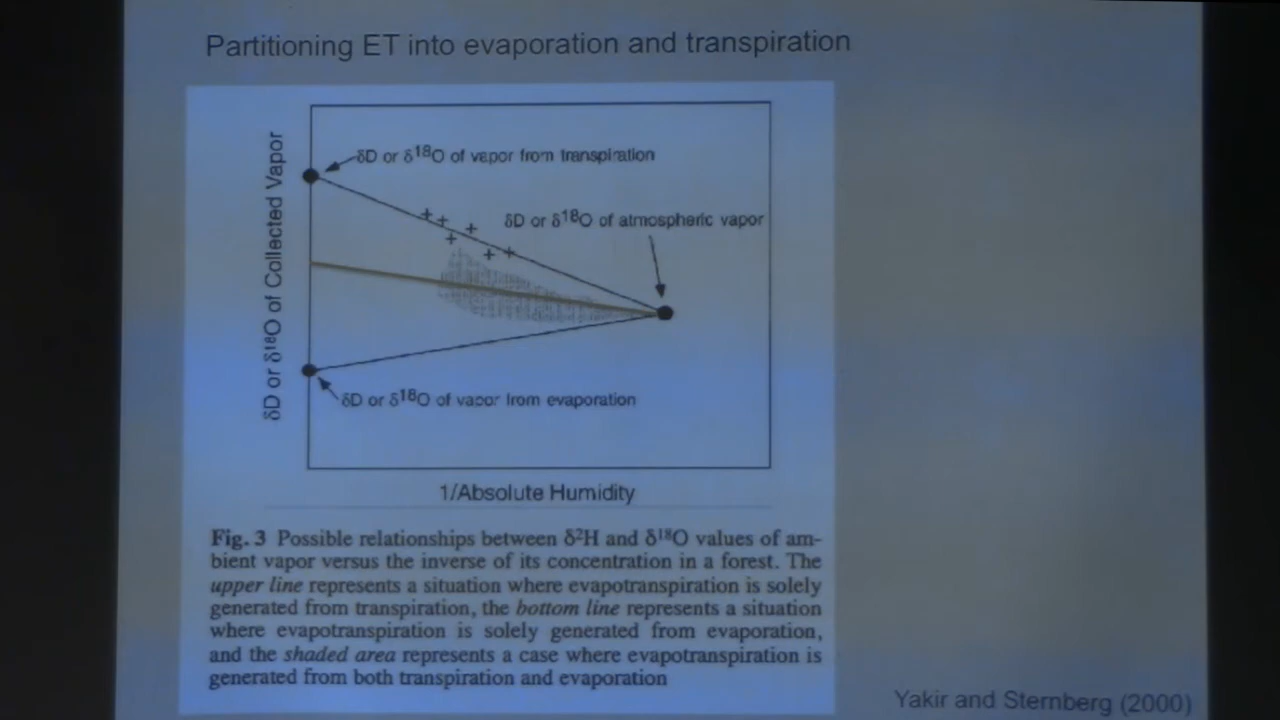 Partitioning ET into evaporation and transpiration
δD or δ¹⁸O of Collected Vapor
δD or δ¹⁸O of vapor from transpiration
δD or δ¹⁸O of atmospheric vapor
δD or δ¹⁸O of vapor from evaporation
1/Absolute Humidity
Fig. 3 Possible relationships between δ²H and δ¹⁸O values of am-
bient vapor versus the inverse of its concentration in a forest. The
upper line represents a situation where evapotranspiration is solely
generated from transpiration, the bottom line represents a situation
where evapotranspiration is solely generated from evaporation,
and the shaded area represents a case where evapotranspiration is
generated from both transpiration and evaporation
Yakir and Sternberg (2000)